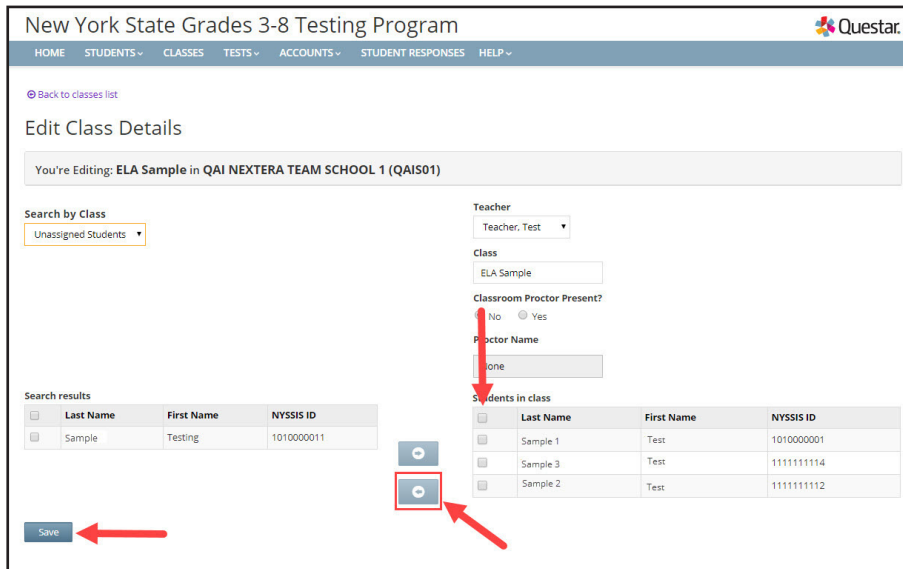 New York State Grades 3-8 Testing Program
Questar.
HOME STUDENTS CLASSES TESTS ACCOUNTS STUDENT RESPONSES HELP
Back to classes list
Edit Class Details
You're Editing: ELA Sample in QAI NEXTERA TEAM SCHOOL 1 (QAIS01)
Search by Class
Unassigned Students
Teacher
Teacher, Test
Class
ELA Sample
Classroom Proctor Present?
No Yes
Proctor Name
None
Search results
Last Name First Name NYSSIS ID
Sample Testing 1010000011
Students in class
Last Name First Name NYSSIS ID
Sample 1 Test 1010000001
Sample 3 Test 1111111114
Sample 2 Test 1111111112
Save